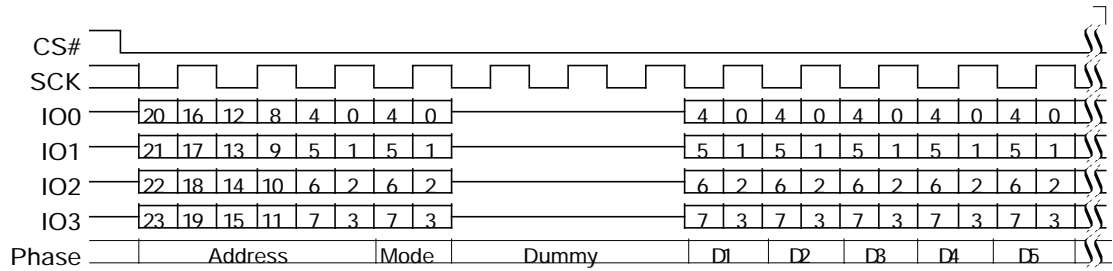 CS#
SCK
IO0 20 16 12 8 4 0 4 0 4 0 4 0 4 0 4 0 4 0
IO1 21 17 13 9 5 1 5 1 5 1 5 1 5 1 5 1 5 1
IO2 22 18 14 10 6 2 6 2 6 2 6 2 6 2 6 2 6 2
IO3 23 19 15 11 7 3 7 3 7 3 7 3 7 3 7 3 7 3
Phase Address Mode Dummy D1 D2 D3 D4 D5